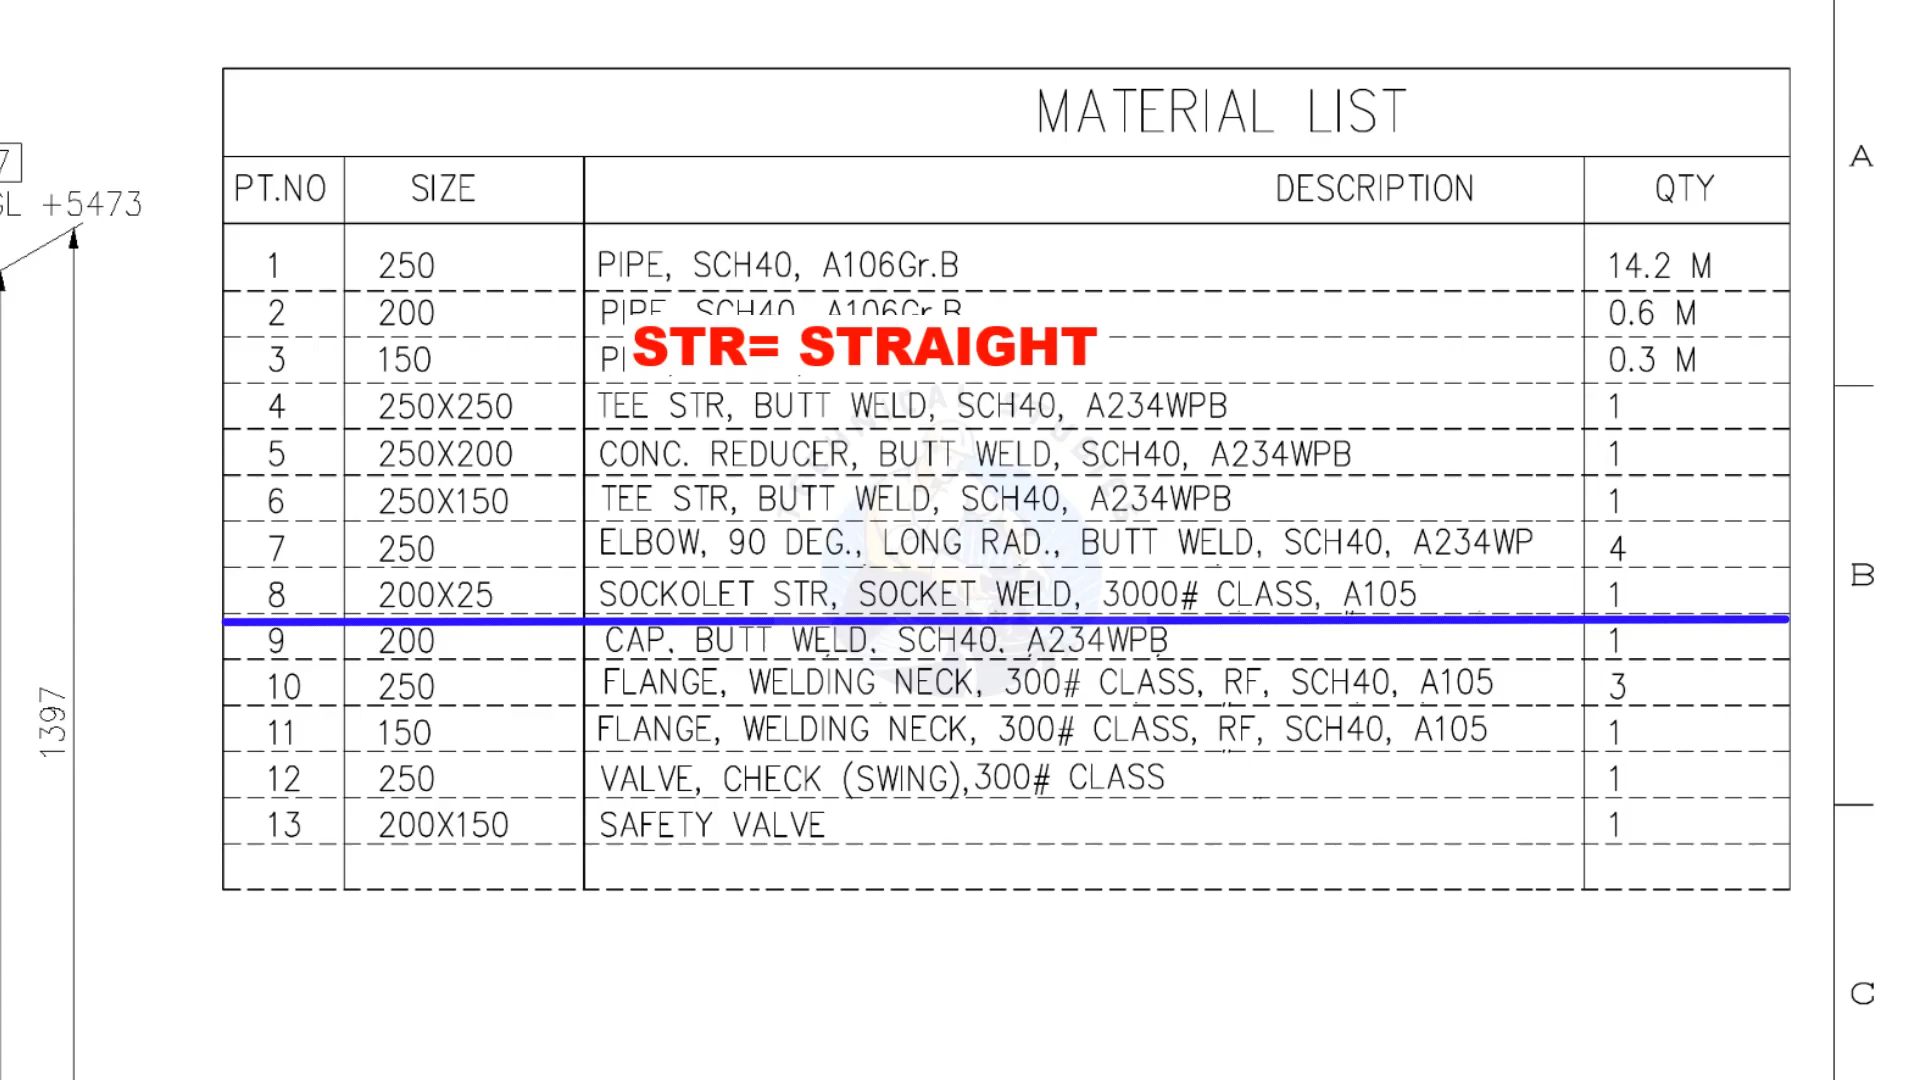 MATERIAL LIST
PT.NO SIZE DESCRIPTION QTY
1 250 PIPE, SCH40, A106Gr.B 14.2 M
2 200 PIPE, SCH40, A106Gr.B 0.6 M
STR= STRAIGHT
3 150 0.3 M
4 250X250 TEE STR, BUTT WELD, SCH40, A234WPB 1
5 250X200 CONC. REDUCER, BUTT WELD, SCH40, A234WPB 1
6 250X150 TEE STR, BUTT WELD, SCH40, A234WPB 1
7 250 ELBOW, 90 DEG., LONG RAD., BUTT WELD, SCH40, A234WP 4
8 200X25 SOCKOLET STR, SOCKET WELD, 3000# CLASS, A105 1
9 200 CAP, BUTT WELD, SCH40, A234WPB 1
10 250 FLANGE, WELDING NECK, 300# CLASS, RF, SCH40, A105 3
11 150 FLANGE, WELDING NECK, 300# CLASS, RF, SCH40, A105 1
12 250 VALVE, CHECK (SWING),300# CLASS 1
13 200X150 SAFETY VALVE 1
7
GL +5473
1397
A
B
C